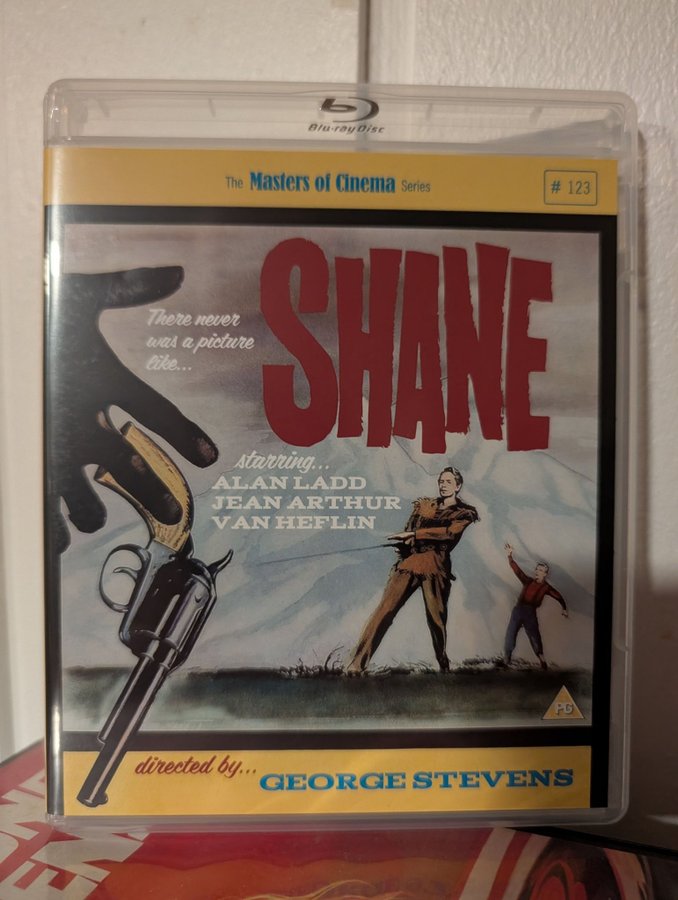 Blu-ray Disc
The Masters of Cinema Series
# 123
SHANE
There never
was a picture
like...
starring...
ALAN LADD
JEAN ARTHUR
VAN HEFLIN
PG
directed by...
GEORGE STEVENS